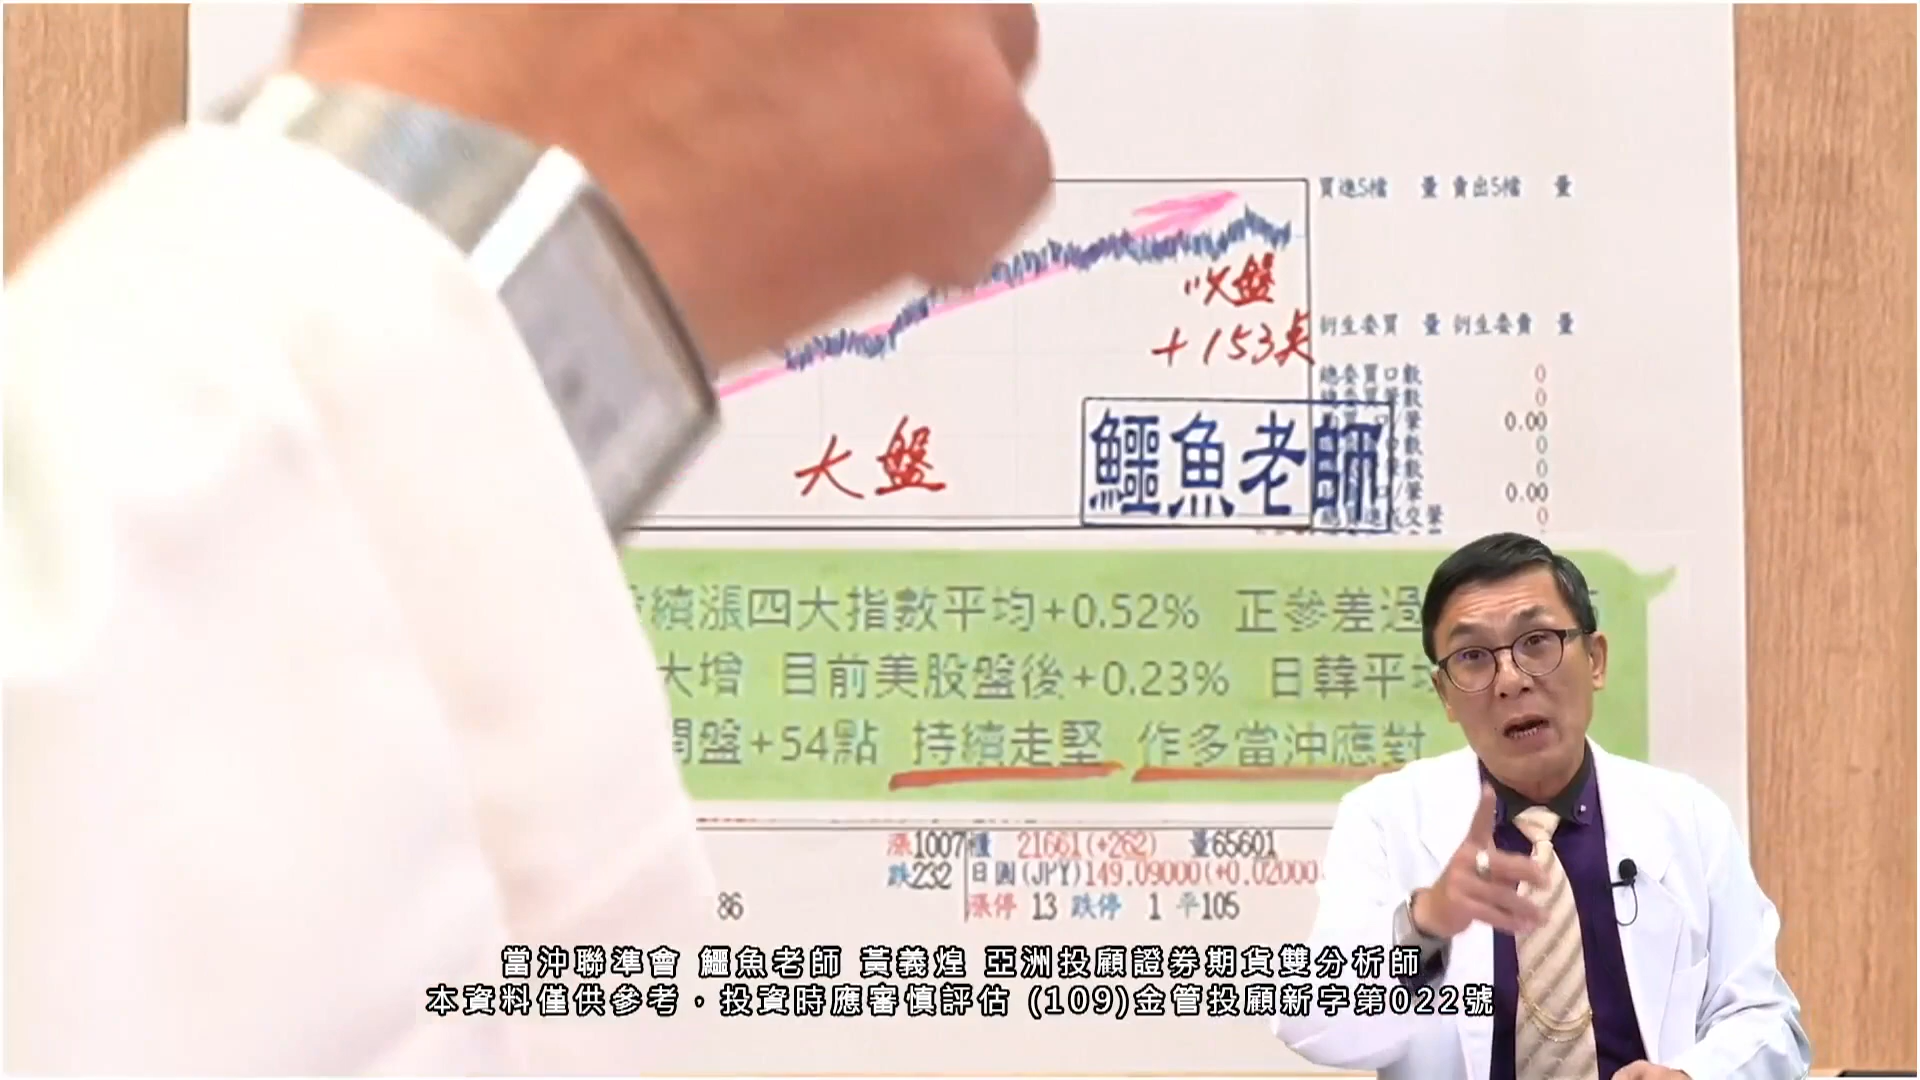 買進5檔 量 賣出5檔 量
收盤
+153點
衍生委買 量 衍生委賣 量
總委買口數 0
0
0.00
0
0
0.00
0
大盤
鱷魚老師
續漲四大指數平均+0.52% 正參差過
大增 目前美股盤後+0.23% 日韓平均
開盤+54點 持續走堅 作多當沖應對
漲1007 櫃 21661(+262) 量65601
跌232 日圓(JPY)149.09000(+0.02000
86 漲停 13 跌停 1 平105
當沖聯準會 鱷魚老師 黃義煌 亞洲投顧證券期貨雙分析師
本資料僅供參考，投資時應審慎評估 (109)金管投顧新字第022號